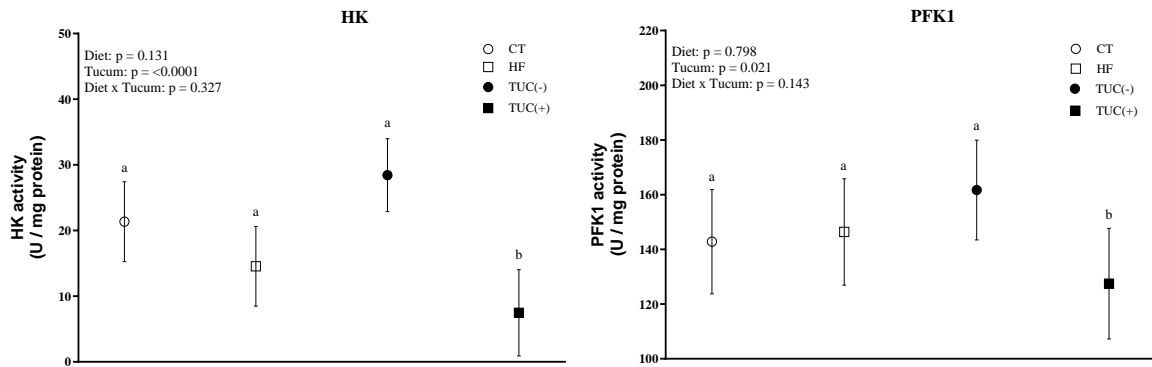 HK
50
40
30
20
10
0
HK activity
(U / mg protein)
Diet: p = 0.131
Tucum: p = <0.0001
Diet x Tucum: p = 0.327
CT
HF
TUC(-)
TUC(+)
a
a
a
b
PFK1
220
200
180
160
140
120
100
PFK1 activity
(U / mg protein)
Diet: p = 0.798
Tucum: p = 0.021
Diet x Tucum: p = 0.143
CT
HF
TUC(-)
TUC(+)
a
a
a
b